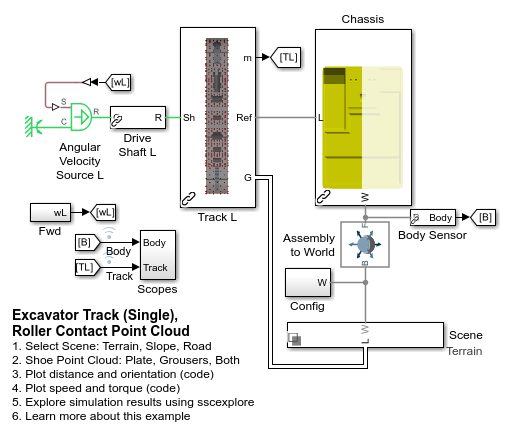 Chassis
[wL]
S
C
R
Angular
Velocity
Source L
R
Drive
Shaft L
Sh
m
Ref
G
Track L
[TL]
L
W
wL
[wL]
Fwd
[B]
Body
Body
[TL]
Track
Track
Scopes
Assembly
to World
F
B
B
Body
[B]
Body Sensor
W
Config
W
L
Scene
Terrain
Excavator Track (Single),
Roller Contact Point Cloud
1. Select Scene: Terrain, Slope, Road
2. Shoe Point Cloud: Plate, Grousers, Both
3. Plot distance and orientation (code)
4. Plot speed and torque (code)
5. Explore simulation results using sscexplore
6. Learn more about this example